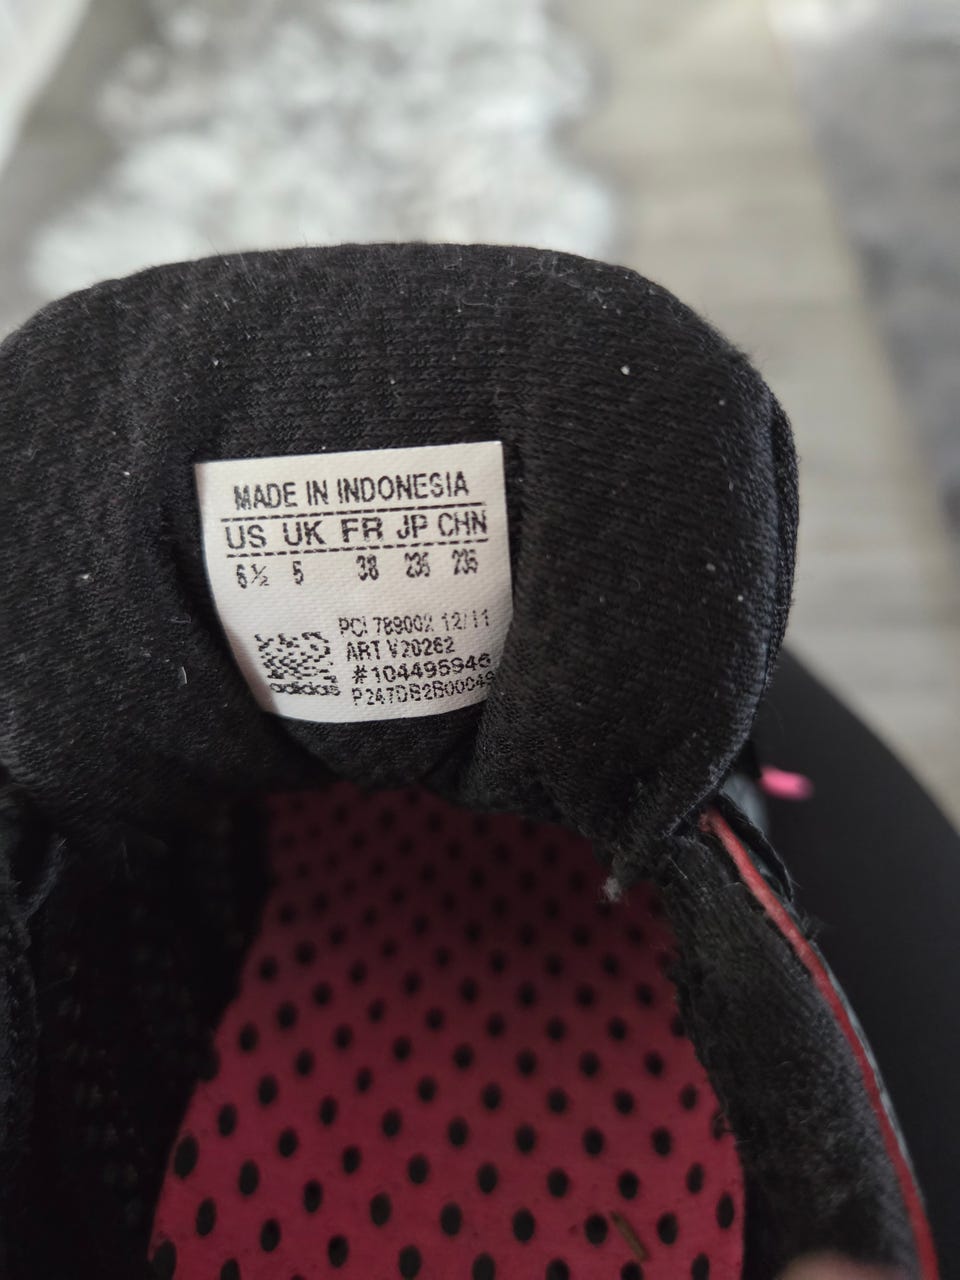 MADE IN INDONESIA
US UK FR JP CHN
6½ 5 38 235 235
PCI 789002 12/11
ART V20262
#104495946
adidas